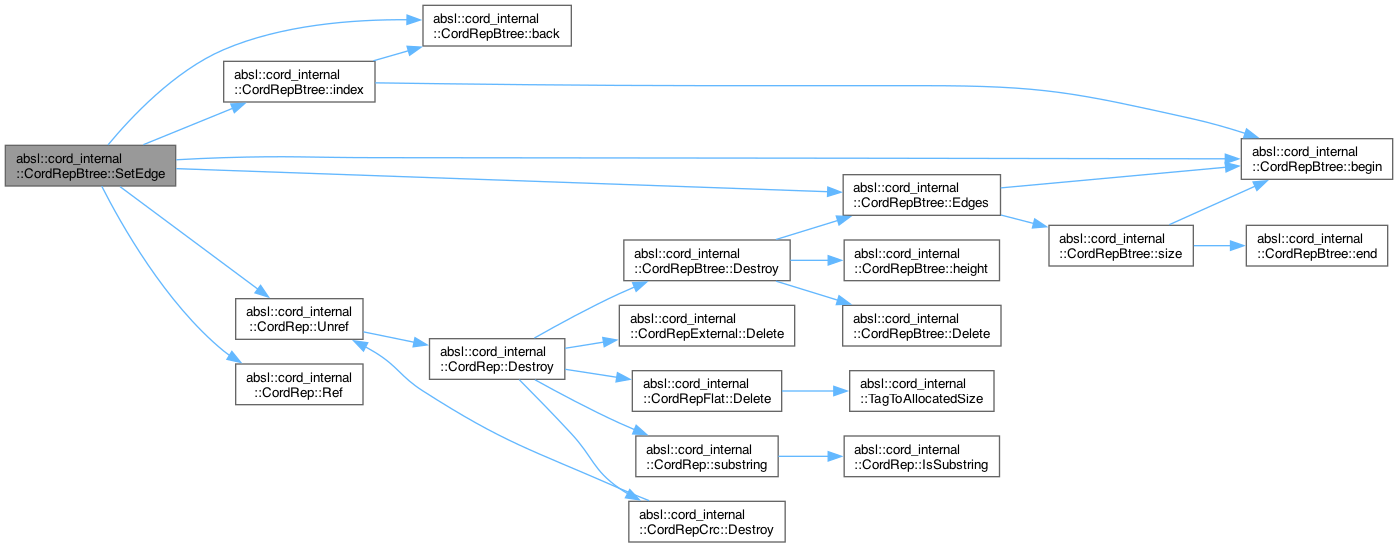 absl::cord_internal
::CordRepBtree::SetEdge
absl::cord_internal
::CordRepBtree::back
absl::cord_internal
::CordRepBtree::index
absl::cord_internal
::CordRepBtree::begin
absl::cord_internal
::CordRepBtree::Edges
absl::cord_internal
::CordRepBtree::size
absl::cord_internal
::CordRepBtree::end
absl::cord_internal
::CordRep::Unref
absl::cord_internal
::CordRep::Ref
absl::cord_internal
::CordRep::Destroy
absl::cord_internal
::CordRepBtree::Destroy
absl::cord_internal
::CordRepBtree::height
absl::cord_internal
::CordRepBtree::Delete
absl::cord_internal
::CordRepExternal::Delete
absl::cord_internal
::CordRepFlat::Delete
absl::cord_internal
::TagToAllocatedSize
absl::cord_internal
::CordRep::substring
absl::cord_internal
::CordRep::IsSubstring
absl::cord_internal
::CordRepCrc::Destroy